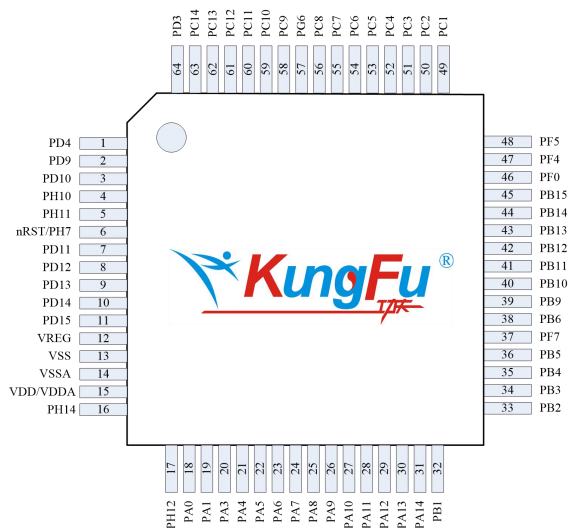 PD3 PC14 PC13 PC12 PC11 PC10 PC9 PG6 PC8 PC7 PC6 PC5 PC4 PC3 PC2 PC1
64 63 62 61 60 59 58 57 56 55 54 53 52 51 50 49
PD4 1
PD9 2
PD10 3
PH10 4
PH11 5
nRST/PH7 6
PD11 7
PD12 8
PD13 9
PD14 10
PD15 11
VREG 12
VSS 13
VSSA 14
VDD/VDDA 15
PH14 16
KungFu®
48 PF5
47 PF4
46 PF0
45 PB15
44 PB14
43 PB13
42 PB12
41 PB11
40 PB10
39 PB9
38 PB6
37 PF7
36 PB5
35 PB4
34 PB3
33 PB2
17 18 19 20 21 22 23 24 25 26 27 28 29 30 31 32
PH12 PA0 PA1 PA3 PA4 PA5 PA6 PA7 PA8 PA9 PA10 PA11 PA12 PA13 PA14 PB1